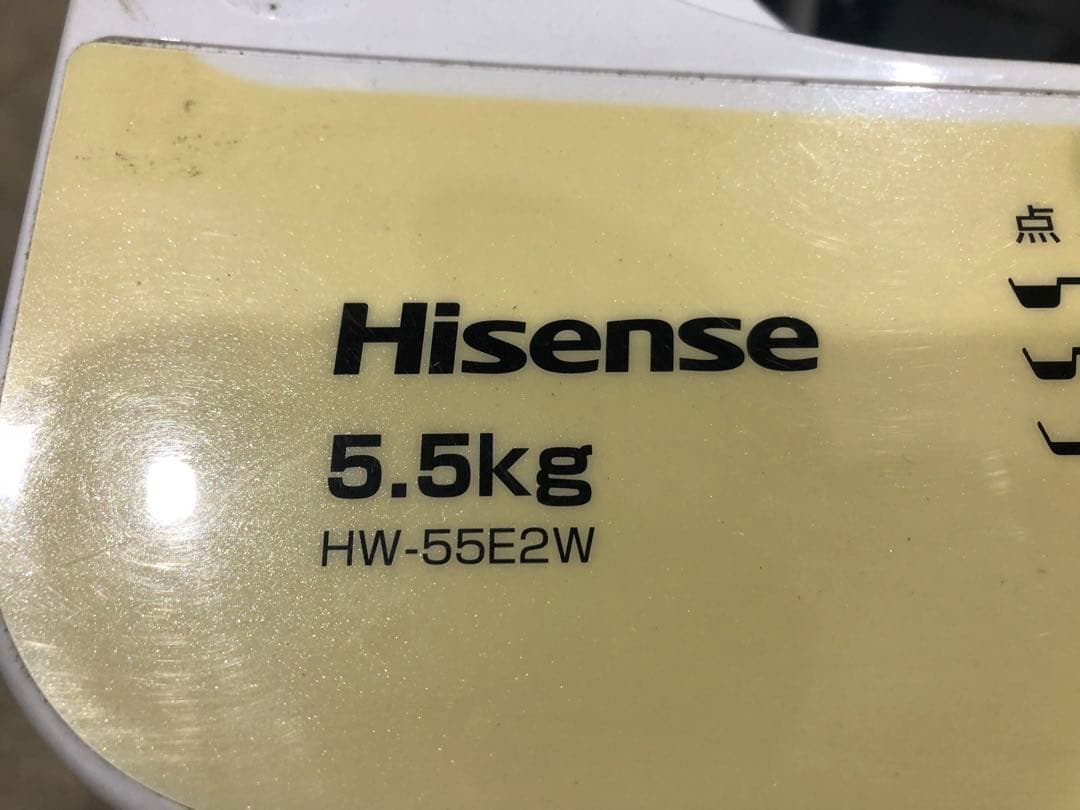 Hisense
5.5kg
HW-55E2W
点